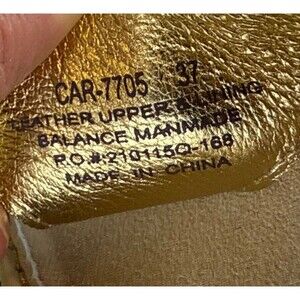 CAR-7705 37
LEATHER UPPER & LINING
BALANCE MANMADE
P.O #:210115Q-168
MADE IN CHINA